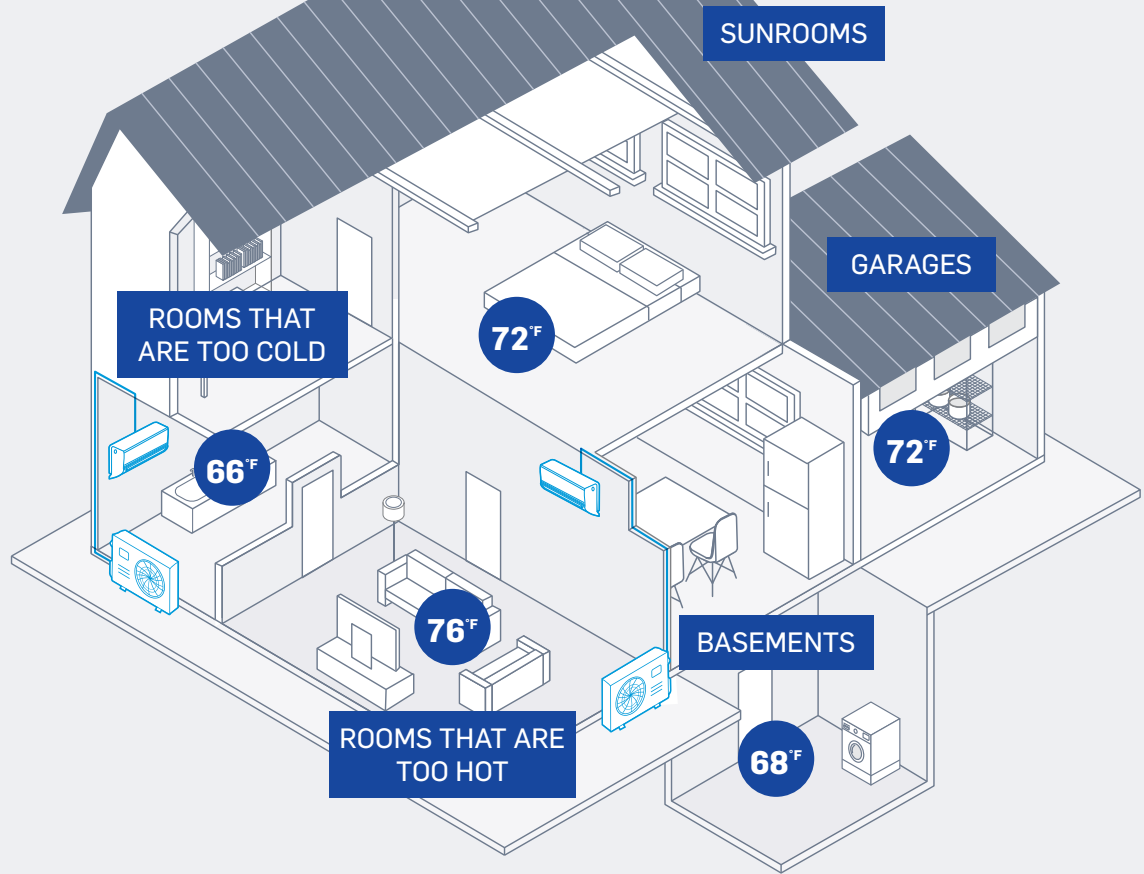 SUNROOMS
GARAGES
ROOMS THAT
ARE TOO COLD
72°F
72°F
66°F
76°F
BASEMENTS
ROOMS THAT ARE
TOO HOT
68°F